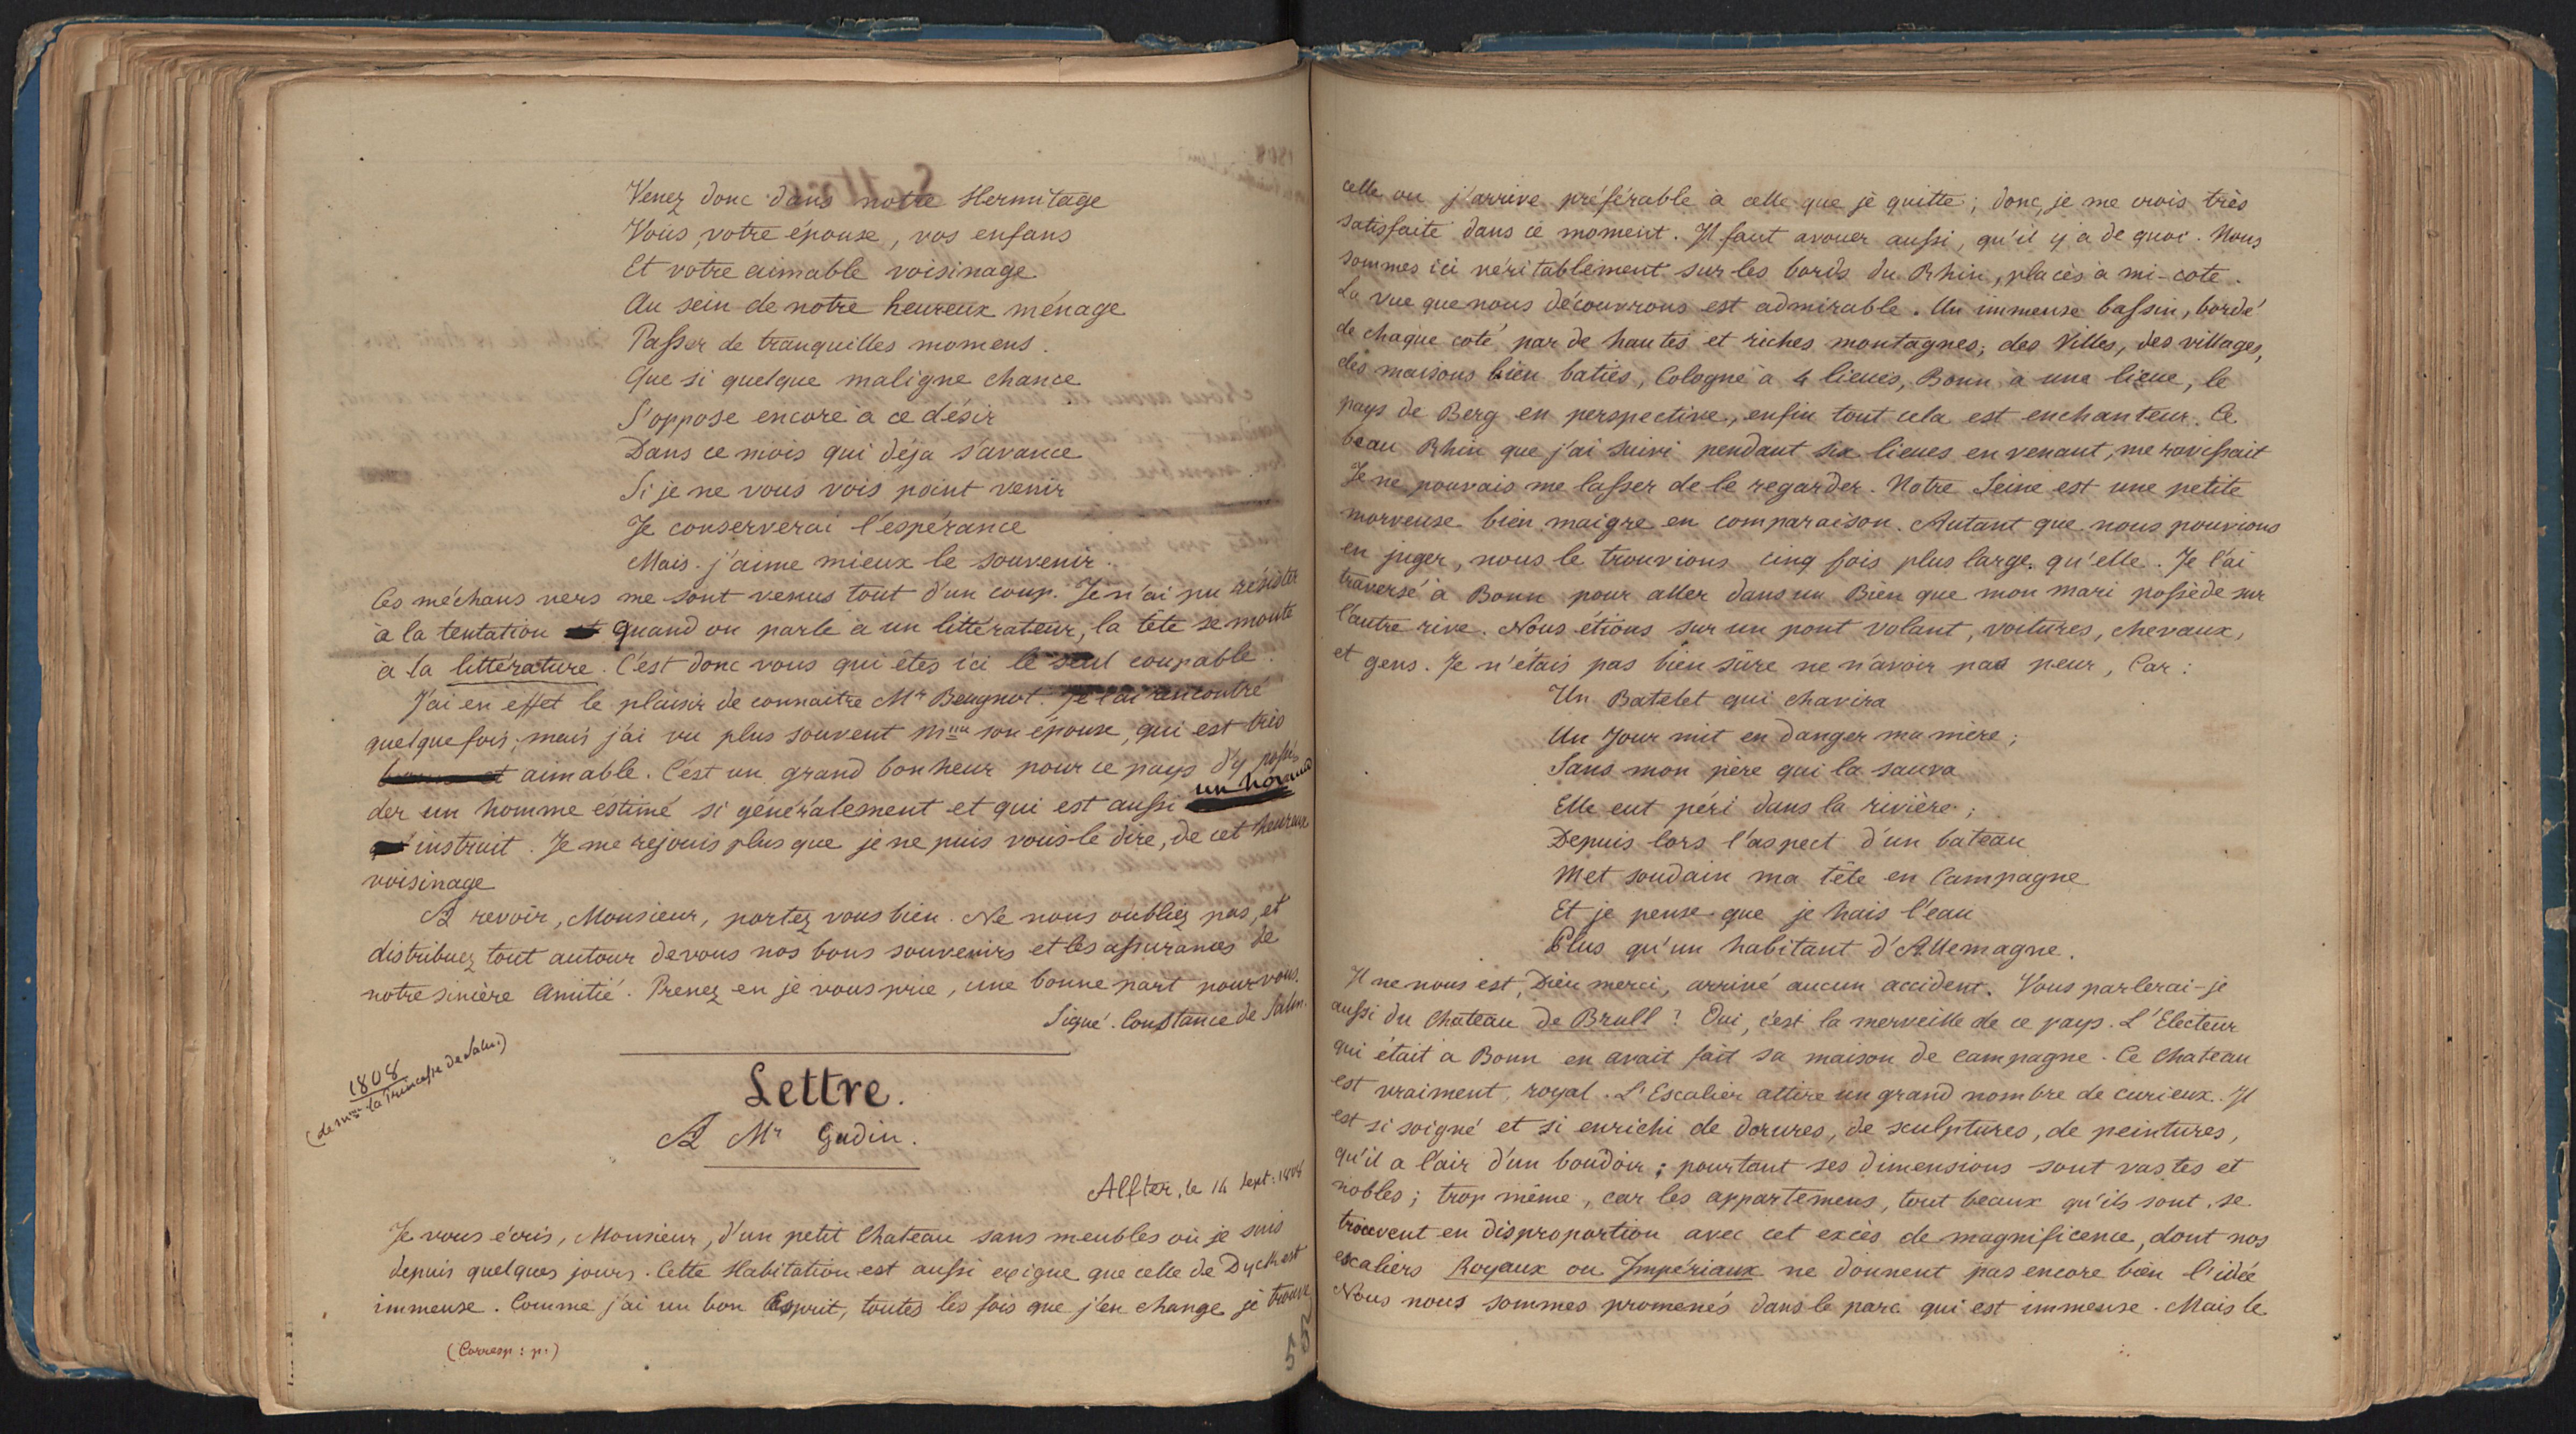 Venez donc dans notre Hermitage
Vous, votre épouse, vos enfans
Et votre aimable voisinage
Au sein de notre heureux ménage
Passer de tranquilles momens.
Que si quelque maligne chance
S'oppose encore à ce désir
Dans ce mois qui déja s'avance
Si je ne vous vois point venir
Je conserverai l'espérance
Mais j'aime mieux le souvenir.
Ces méchans vers me sont venus tout d'un coup. Je n'ai pu résister
à la tentation quand on parle à un littérateur, la tête se monte
à la littérature. C'est donc vous qui êtes ici le seul coupable.
J'ai en effet le plaisir de connaitre Mr Beugnot. Je l'ai rencontré
quelquefois; mais j'ai vu plus souvent Mme son épouse, qui est très
aimable. C'est un grand bonheur pour ce pays d'y possé-
der un homme estimé si généralement et qui est aussi un homme
instruit. Je me rejouis plus que je ne puis vous le dire, de cet heureux
voisinage
A revoir, Monsieur, portez vous bien. Ne nous oubliez pas, et
distribuez tout autour de vous nos bons souvenirs et les assurances de
notre sincère amitié. Prenez en je vous prie, une bonne part pour vous.
Signé. Constance de Salm.
1808
(de Mme la Princesse de Salm.)
Lettre.
A Mr Gudin.
Alfter, le 14 Sept: 1808
Je vous écris, Monsieur, d'un petit Chateau sans meubles où je suis
depuis quelques jours. Cette Habitation est aussi exigue que celle de Dyck est
immense. Comme j'ai un bon Esprit, toutes les fois que j'en change je trouve
(Corresp: p.)
55
celle ou j'arrive préférable à celle que je quitte; donc, je me crois très
satisfaite dans ce moment. Il faut avouer aussi, qu'il y a de quoi. Nous
sommes ici véritablement sur les bords du Rhin, placés à mi-cote.
La vue que nous découvrons est admirable. Un immense bassin, bordé
de chaque coté par de hautes et riches montagnes; des Villes, des villages,
des maisons bien baties, Cologne à 4 lieues, Bonn à une lieue, le
pays de Berg en perspective, enfin tout cela est enchanteur. Ce
beau Rhin que j'ai suivi pendant six lieues en venant, me ravissait
Je ne pouvais me lasser de le regarder. Notre Seine est une petite
morveuse bien maigre en comparaison. Autant que nous pouvions
en juger, nous le trouvions cinq fois plus large qu'elle. Je l'ai
traversé à Bonn pour aller dans un Bien que mon mari possède sur
l'autre rive. Nous étions sur un pont volant, voitures, chevaux,
et gens. Je n'étais pas bien sûre ne n'avoir pas peur, Car:
Un Batelet qui chavira
Un Jour mit en danger ma mère;
Sans mon père qui la sauva
Elle eut péri dans la rivière;
Depuis lors l'aspect d'un bateau
Met soudain ma tête en Campagne
Et je pense que je hais l'eau
Plus qu'un habitant d'Allemagne.
Il ne nous est, Dieu merci, arrivé aucun accident. Vous parlerai-je
aussi du Chateau de Brull? Oui, c'est la merveille de ce pays. L'Electeur
qui était à Bonn en avait fait sa maison de campagne. Ce Chateau
est vraiment royal. L'Escalier attire un grand nombre de curieux. Il
est si soigné et si enrichi de dorures, de sculptures, de peintures,
qu'il a l'air d'un boudoir; pourtant ses dimensions sont vastes et
nobles; trop même, car les appartemens, tout beaux qu'ils sont, se
trouvent en disproportion avec cet excès de magnificence, dont nos
escaliers Royaux ou Impériaux ne donnent pas encore bien l'idée
Nous nous sommes promenés dans le parc qui est immense. Mais le